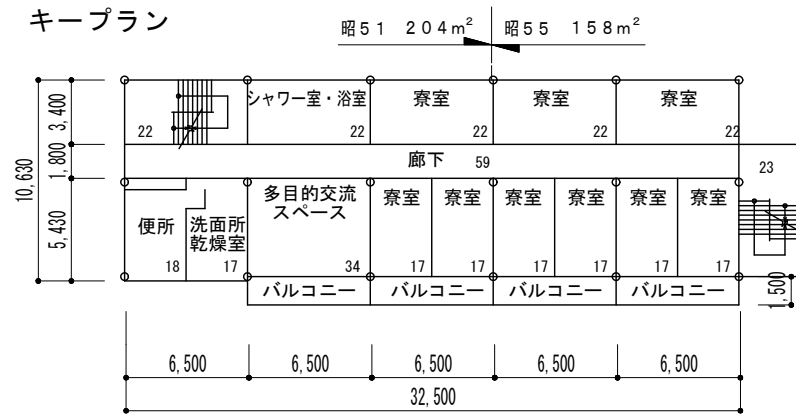 キープラン
昭51 204m²
昭55 158m²
シャワー室・浴室
寮室
寮室
寮室
22
22
22
22
22
廊下 59
23
便所
洗面所
乾燥室
多目的交流
スペース
寮室
寮室
寮室
寮室
寮室
寮室
18
17
34
17
17
17
17
17
17
バルコニー
バルコニー
バルコニー
バルコニー
3,400
1,800
5,430
10,630
1,500
6,500
6,500
6,500
6,500
6,500
32,500